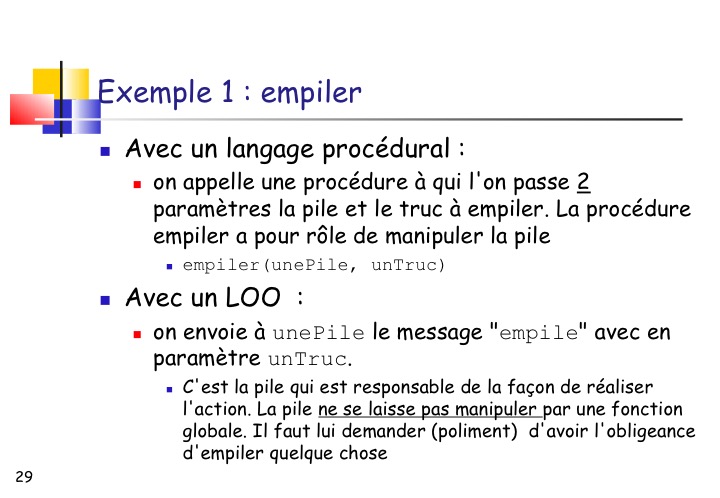 Exemple 1 : empiler
Avec un langage procédural :
on appelle une procédure à qui l'on passe 2
paramètres la pile et le truc à empiler. La procédure
empiler a pour rôle de manipuler la pile
empiler(unePile, unTruc)
Avec un LOO :
on envoie à unePile le message "empile" avec en
paramètre unTruc.
C'est la pile qui est responsable de la façon de réaliser
l'action. La pile ne se laisse pas manipuler par une fonction
globale. Il faut lui demander (poliment) d'avoir l'obligeance
d'empiler quelque chose
29